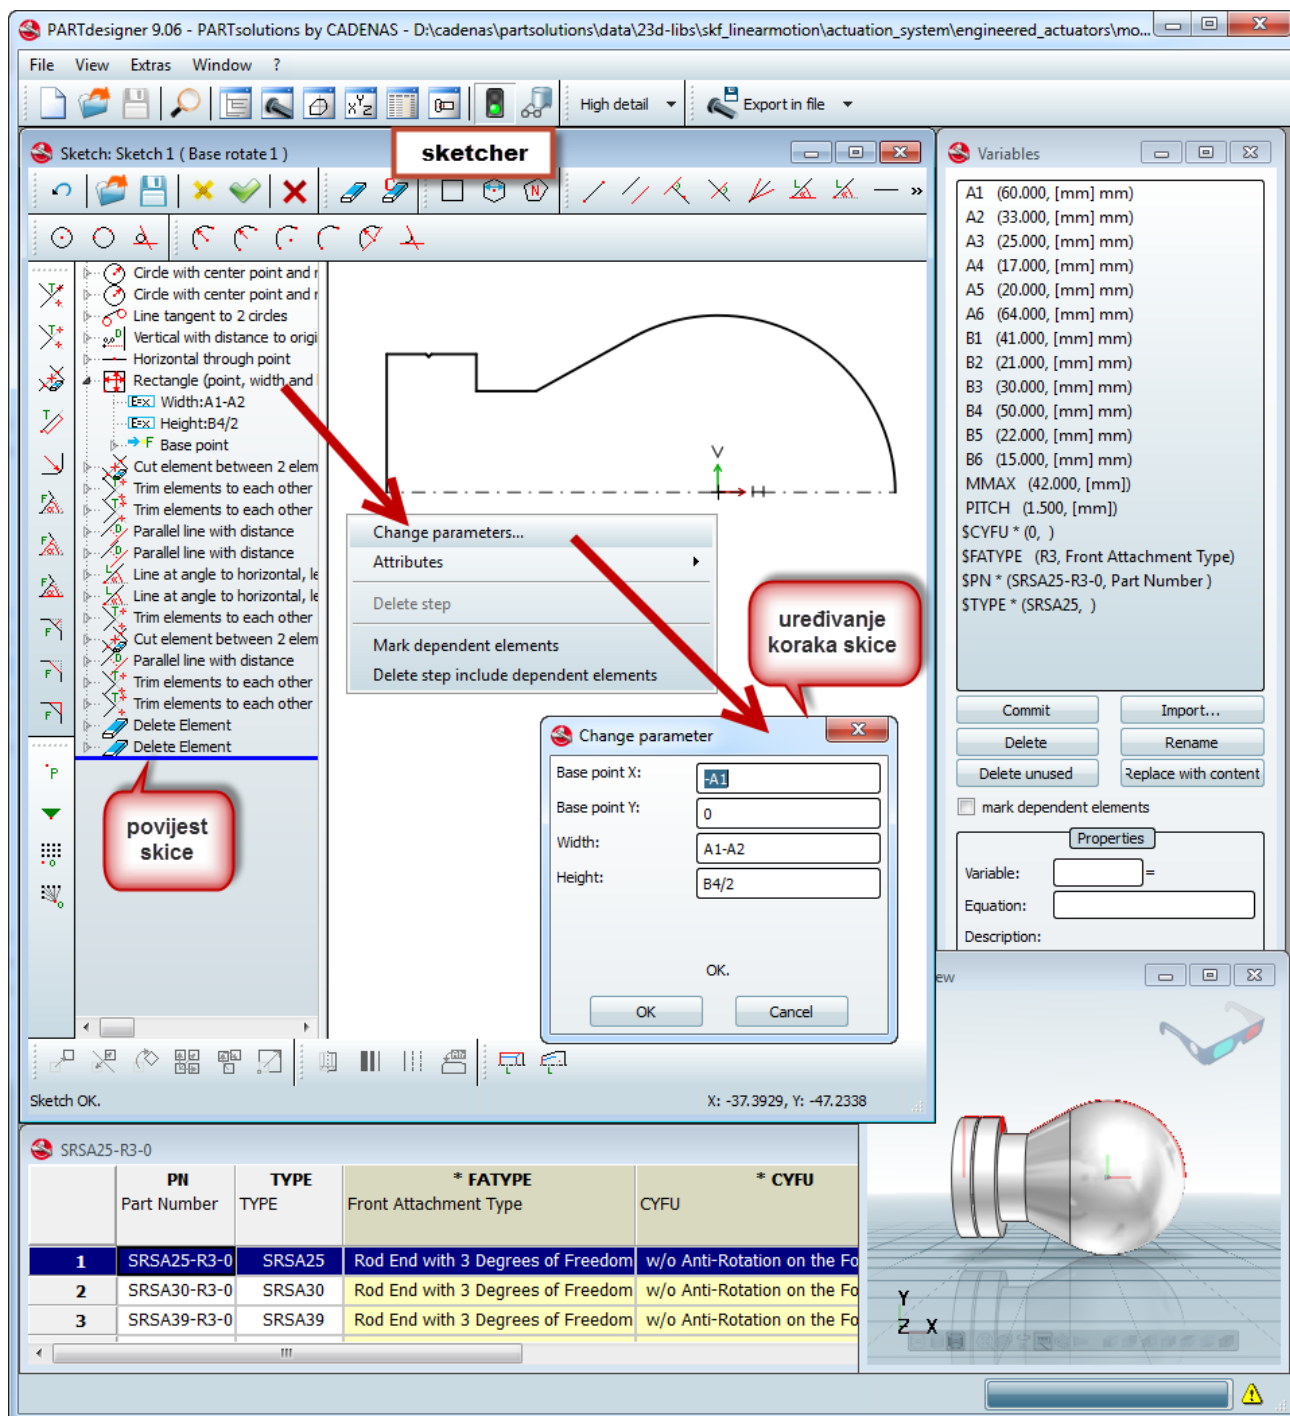 PARTdesigner 9.06 - PARTsolutions by CADENAS - D:\cadenas\partsolutions\data\23d-libs\skf_linearmotion\actuation_system\engineered_actuators\mo...
File View Extras Window ?
High detail
Export in file
Sketch: Sketch 1 ( Base rotate 1 )
sketcher
Circle with center point and r
Circle with center point and r
Line tangent to 2 circles
Vertical with distance to origi
Horizontal through point
Rectangle (point, width and
Width:A1-A2
Height:B4/2
Base point
Cut element between 2 elem
Trim elements to each other
Trim elements to each other
Parallel line with distance
Parallel line with distance
Line at angle to horizontal, le
Line at angle to horizontal, le
Trim elements to each other
Cut element between 2 elem
Parallel line with distance
Trim elements to each other
Trim elements to each other
Delete Element
Delete Element
povijest
skice
V
H
Change parameters...
Attributes
Delete step
Mark dependent elements
Delete step include dependent elements
uređivanje
koraka skice
Change parameter
Base point X:
-A1
Base point Y:
0
Width:
A1-A2
Height:
B4/2
OK.
OK
Cancel
Sketch OK.
X: -37.3929, Y: -47.2338
Variables
A1 (60.000, [mm] mm)
A2 (33.000, [mm] mm)
A3 (25.000, [mm] mm)
A4 (17.000, [mm] mm)
A5 (20.000, [mm] mm)
A6 (64.000, [mm] mm)
B1 (41.000, [mm] mm)
B2 (21.000, [mm] mm)
B3 (30.000, [mm] mm)
B4 (50.000, [mm] mm)
B5 (22.000, [mm] mm)
B6 (15.000, [mm] mm)
MMAX (42.000, [mm])
PITCH (1.500, [mm])
$CYFU * (0, )
$FATYPE (R3, Front Attachment Type)
$PN * (SRSA25-R3-0, Part Number )
$TYPE * (SRSA25, )
Commit
Import...
Delete
Rename
Delete unused
Replace with content
mark dependent elements
Properties
Variable:
=
Equation:
Description:
ew
Y
Z X
SRSA25-R3-0
PN TYPE * FATYPE * CYFU
Part Number TYPE Front Attachment Type CYFU
1 SRSA25-R3-0 SRSA25 Rod End with 3 Degrees of Freedom w/o Anti-Rotation on the Fo
2 SRSA30-R3-0 SRSA30 Rod End with 3 Degrees of Freedom w/o Anti-Rotation on the Fo
3 SRSA39-R3-0 SRSA39 Rod End with 3 Degrees of Freedom w/o Anti-Rotation on the Fo